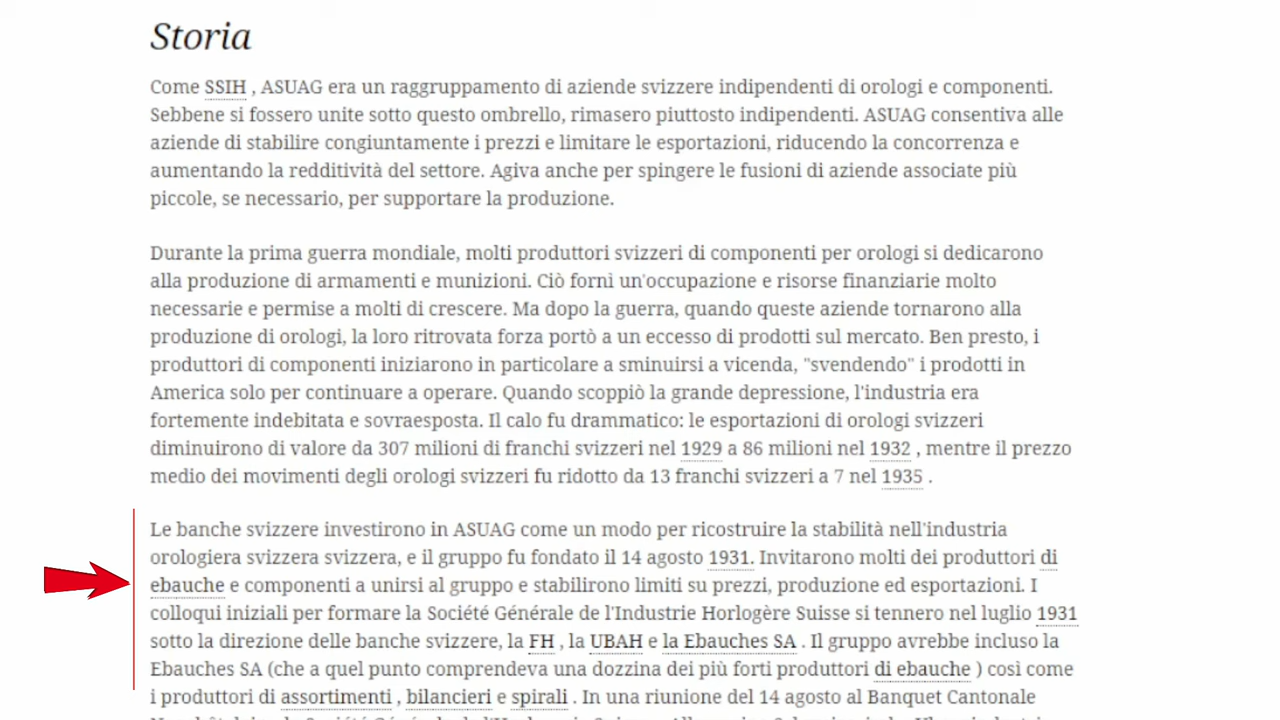 Storia
Come SSIH , ASUAG era un raggruppamento di aziende svizzere indipendenti di orologi e componenti.
Sebbene si fossero unite sotto questo ombrello, rimasero piuttosto indipendenti. ASUAG consentiva alle
aziende di stabilire congiuntamente i prezzi e limitare le esportazioni, riducendo la concorrenza e
aumentando la redditività del settore. Agiva anche per spingere le fusioni di aziende associate più
piccole, se necessario, per supportare la produzione.
Durante la prima guerra mondiale, molti produttori svizzeri di componenti per orologi si dedicarono
alla produzione di armamenti e munizioni. Ciò fornì un'occupazione e risorse finanziarie molto
necessarie e permise a molti di crescere. Ma dopo la guerra, quando queste aziende tornarono alla
produzione di orologi, la loro ritrovata forza portò a un eccesso di prodotti sul mercato. Ben presto, i
produttori di componenti iniziarono in particolare a sminuirsi a vicenda, "svendendo" i prodotti in
America solo per continuare a operare. Quando scoppiò la grande depressione, l'industria era
fortemente indebitata e sovraesposta. Il calo fu drammatico: le esportazioni di orologi svizzeri
diminuirono di valore da 307 milioni di franchi svizzeri nel 1929 a 86 milioni nel 1932 , mentre il prezzo
medio dei movimenti degli orologi svizzeri fu ridotto da 13 franchi svizzeri a 7 nel 1935 .
Le banche svizzere investirono in ASUAG come un modo per ricostruire la stabilità nell'industria
orologiera svizzera svizzera, e il gruppo fu fondato il 14 agosto 1931. Invitarono molti dei produttori di
ebauche e componenti a unirsi al gruppo e stabilirono limiti su prezzi, produzione ed esportazioni. I
colloqui iniziali per formare la Société Générale de l'Industrie Horlogère Suisse si tennero nel luglio 1931
sotto la direzione delle banche svizzere, la FH , la UBAH e la Ebauches SA . Il gruppo avrebbe incluso la
Ebauches SA (che a quel punto comprendeva una dozzina dei più forti produttori di ebauche ) così come
i produttori di assortimenti , bilancieri e spirali . In una riunione del 14 agosto al Banquet Cantonale